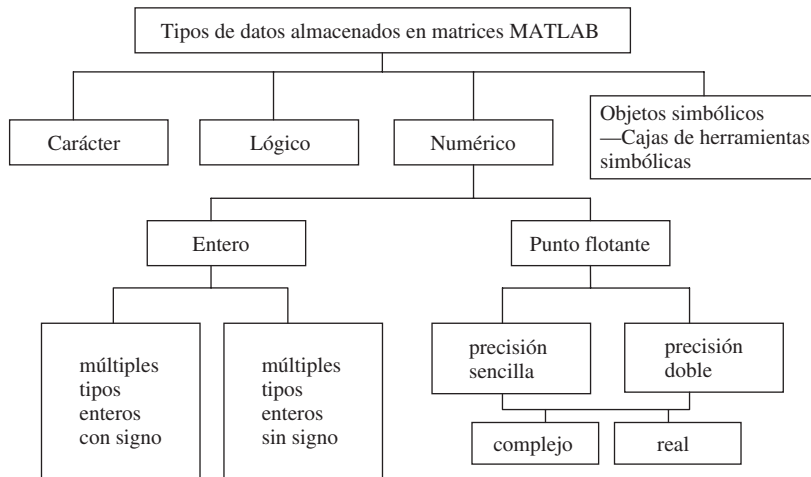 Tipos de datos almacenados en matrices MATLAB
Carácter
Lógico
Numérico
Objetos simbólicos
—Cajas de herramientas
simbólicas
Entero
Punto flotante
múltiples
tipos
enteros
con signo
múltiples
tipos
enteros
sin signo
precisión
sencilla
precisión
doble
complejo
real